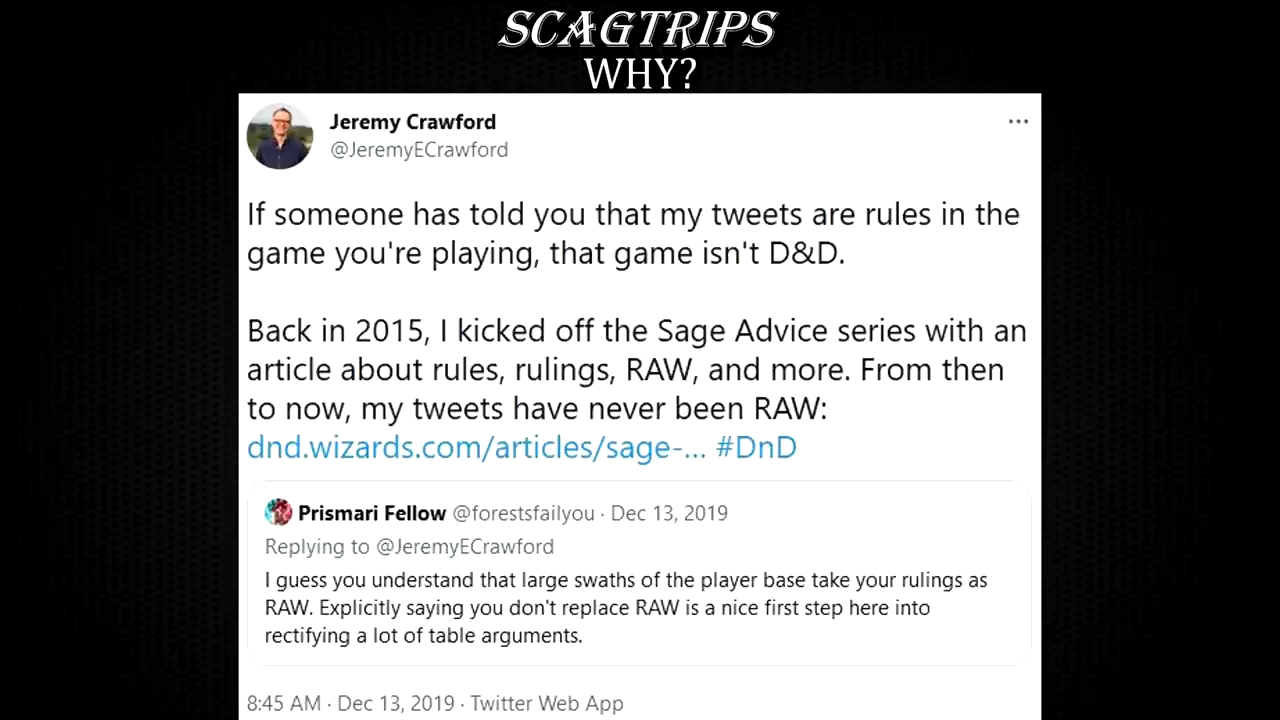 SCAGTRIPS
WHY?
Jeremy Crawford
@JeremyECrawford
If someone has told you that my tweets are rules in the
game you're playing, that game isn't D&D.
Back in 2015, I kicked off the Sage Advice series with an
article about rules, rulings, RAW, and more. From then
to now, my tweets have never been RAW:
dnd.wizards.com/articles/sage-... #DnD
Prismari Fellow @forestsfailyou · Dec 13, 2019
Replying to @JeremyECrawford
I guess you understand that large swaths of the player base take your rulings as
RAW. Explicitly saying you don't replace RAW is a nice first step here into
rectifying a lot of table arguments.
8:45 AM · Dec 13, 2019 · Twitter Web App